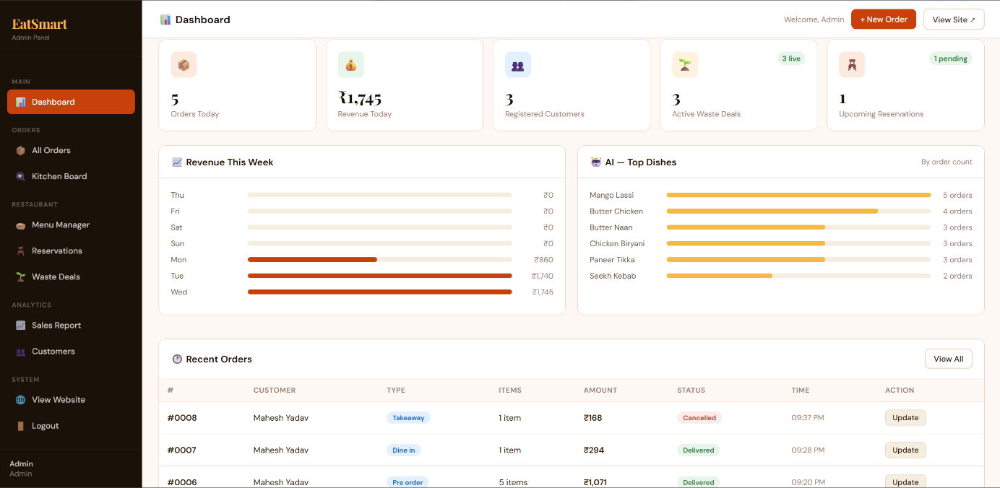 EatSmart
Admin Panel
MAIN
Dashboard
ORDERS
All Orders
Kitchen Board
RESTAURANT
Menu Manager
Reservations
Waste Deals
ANALYTICS
Sales Report
Customers
SYSTEM
View Website
Logout
Admin
Admin
Dashboard
Welcome, Admin
+ New Order
View Site ↗
5
Orders Today
₹1,745
Revenue Today
3
Registered Customers
3 live
3
Active Waste Deals
1 pending
1
Upcoming Reservations
Revenue This Week
Thu ₹0
Fri ₹0
Sat ₹0
Sun ₹0
Mon ₹860
Tue ₹1,740
Wed ₹1,745
AI — Top Dishes By order count
Mango Lassi 5 orders
Butter Chicken 4 orders
Butter Naan 3 orders
Chicken Biryani 3 orders
Paneer Tikka 3 orders
Seekh Kebab 2 orders
Recent Orders View All
# CUSTOMER TYPE ITEMS AMOUNT STATUS TIME ACTION
#0008 Mahesh Yadav Takeaway 1 item ₹168 Cancelled 09:37 PM Update
#0007 Mahesh Yadav Dine in 1 item ₹294 Delivered 09:28 PM Update
#0006 Mahesh Yadav Pre order 5 items ₹1,071 Delivered 09:20 PM Update